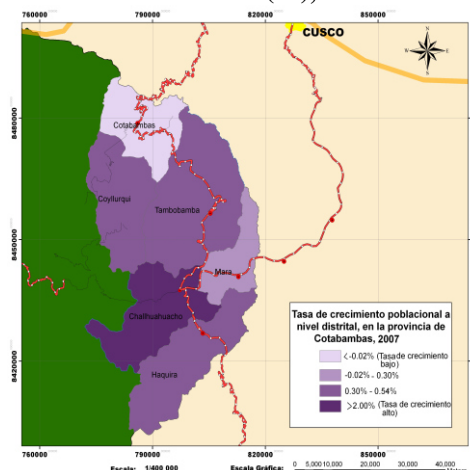 760000 790000 820000 850000
CUSCO
N
W E
S
8480000
Cotabambas
Coyllurqui
Tambobamba
8450000
Mara
Challhuahuacho
8420000
Haquira
Tasa de crecimiento poblacional a
nivel distrital, en la provincia de
Cotabambas, 2007
<-0.02% (Tasa de crecimiento
bajo)
-0.02 - 0.30%
0.30% - 0.54%
>2.00% (Tasa de crecimiento
alto)
760000 790000 820000 850000
Escala: 1/400 000 Escala Gráfica: 0 5,000 10,000 20,000 30,000 40,000